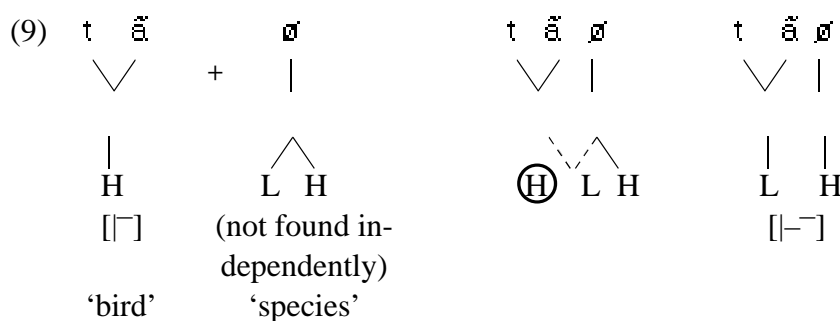 (9) t ã ø t ã ø t ã ø
+
H L H H L H L H
[|¯] (not found in- [|–¯]
dependently)
‘bird’ ‘species’